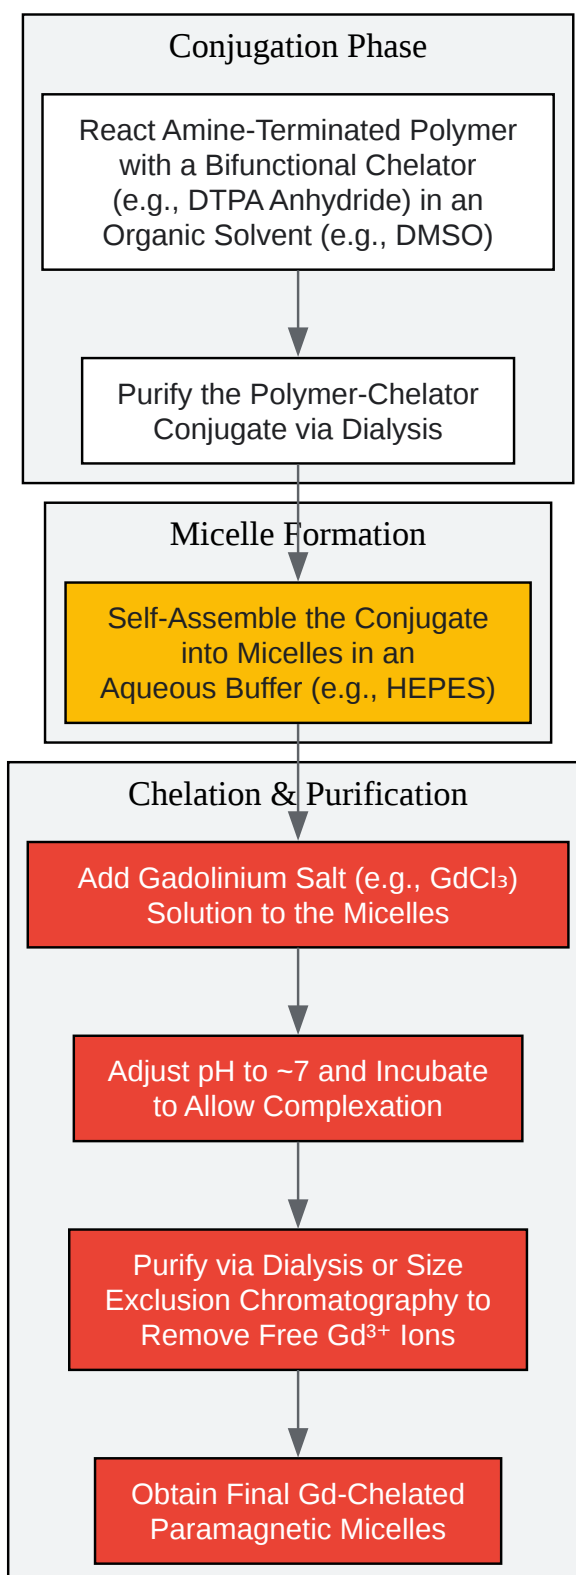 Conjugation Phase
React Amine-Terminated Polymer
with a Bifunctional Chelator
(e.g., DTPA Anhydride) in an
Organic Solvent (e.g., DMSO)
Purify the Polymer-Chelator
Conjugate via Dialysis
Micelle Formation
Self-Assemble the Conjugate
into Micelles in an
Aqueous Buffer (e.g., HEPES)
Chelation & Purification
Add Gadolinium Salt (e.g., GdCl₃)
Solution to the Micelles
Adjust pH to ~7 and Incubate
to Allow Complexation
Purify via Dialysis or Size
Exclusion Chromatography to
Remove Free Gd³⁺ Ions
Obtain Final Gd-Chelated
Paramagnetic Micelles